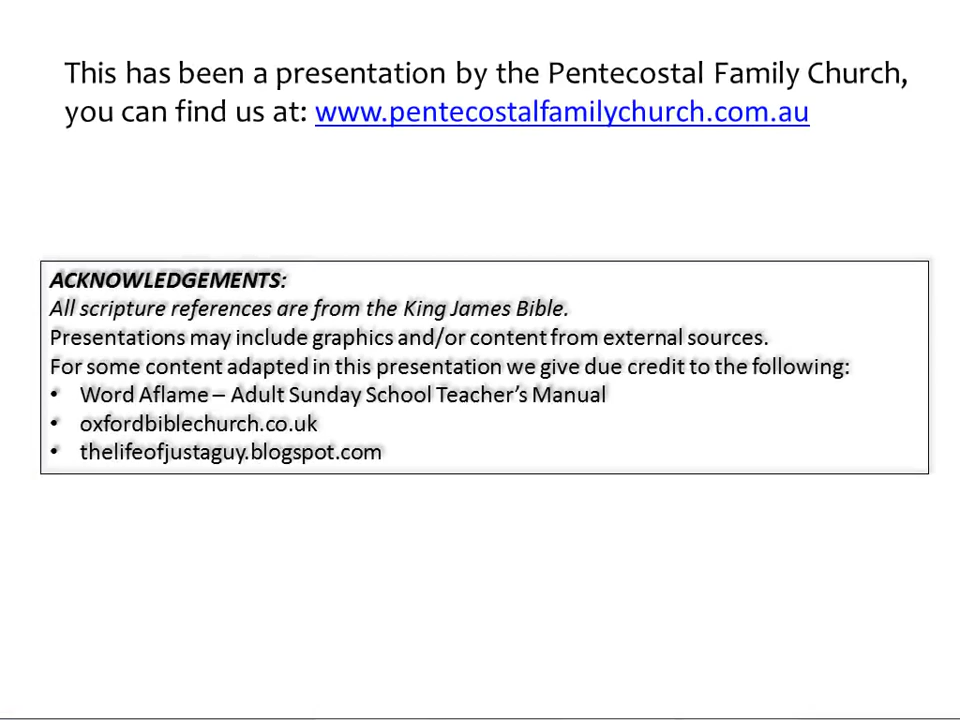 This has been a presentation by the Pentecostal Family Church,
you can find us at: www.pentecostalfamilychurch.com.au
ACKNOWLEDGEMENTS:
All scripture references are from the King James Bible.
Presentations may include graphics and/or content from external sources.
For some content adapted in this presentation we give due credit to the following:
• Word Aflame – Adult Sunday School Teacher’s Manual
• oxfordbiblechurch.co.uk
• thelifeofjustaguy.blogspot.com